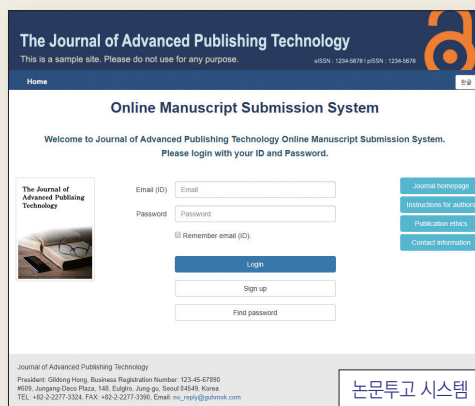 The Journal of Advanced Publishing Technology
This is a sample site. Please do not use for any purpose.
eISSN : 1234-5678 I pISSN : 1234-5678
Home
한글
Online Manuscript Submission System
Welcome to Journal of Advanced Publishing Technology Online Manuscript Submission System.
Please login with your ID and Password.
The Journal of
Advanced Publising
Technology
Email (ID)
Email
Password
Password
Remember email (ID).
Login
Sign up
Find password
Journal homepage
Instructions for authors
Publication ethics
Contact information
Journal of Advanced Publishing Technology
President: Gildong Hong, Business Registration Number: 123-45-67890
#609, Jungang-Deco Plaza, 148, Eulgiro, Jung-gu, Seoul 04549, Korea
TEL: +82-2-2277-3324, FAX: +82-2-2277-3390, Email: no_reply@guhmok.com
논문투고 시스템